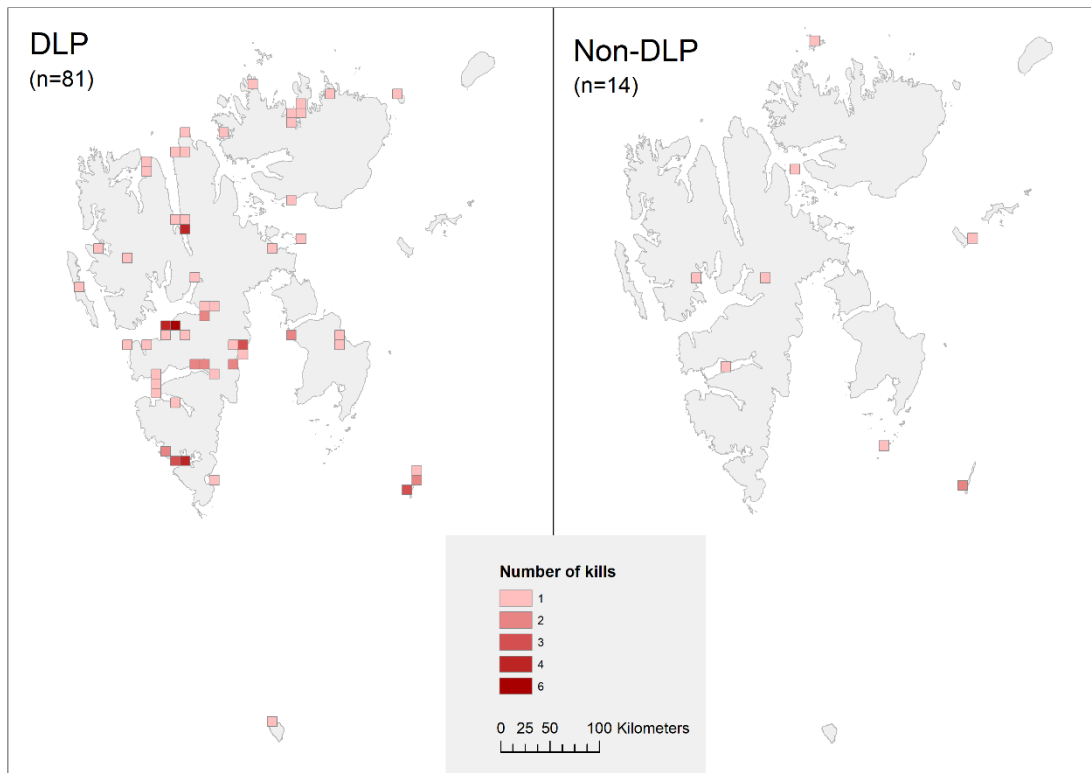 DLP
(n=81)
Non-DLP
(n=14)
Number of kills
1
2
3
4
6
0 25 50 100 Kilometers